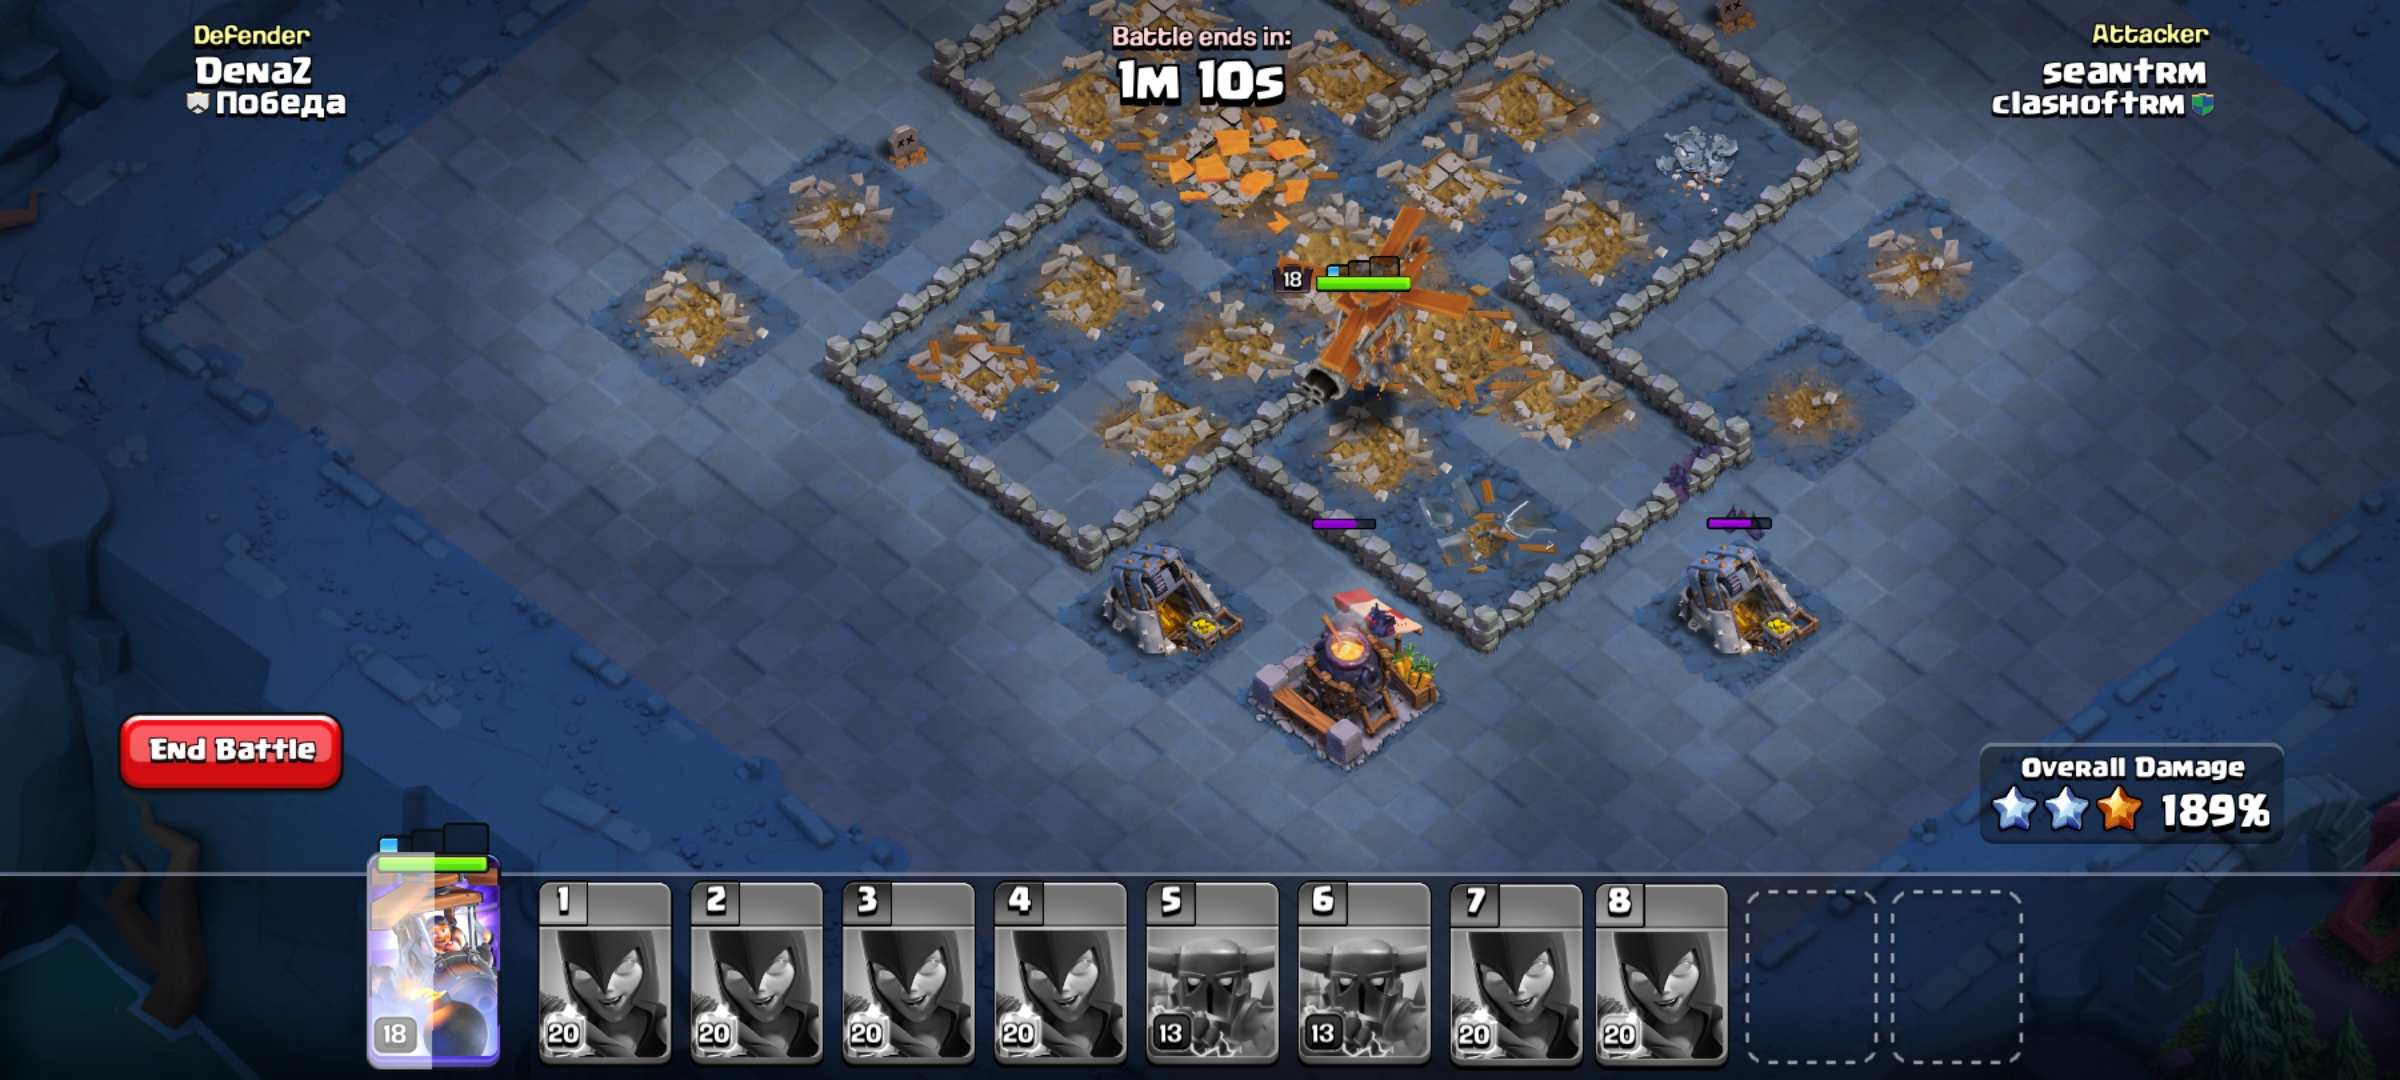 Defender
DenaZ
Победа
Battle ends in:
1M 10s
Attacker
seantrm
clashoftrm
18
End Battle
Overall Damage
189%
1
2
3
4
5
6
7
8
18
20
20
20
20
13
13
20
20